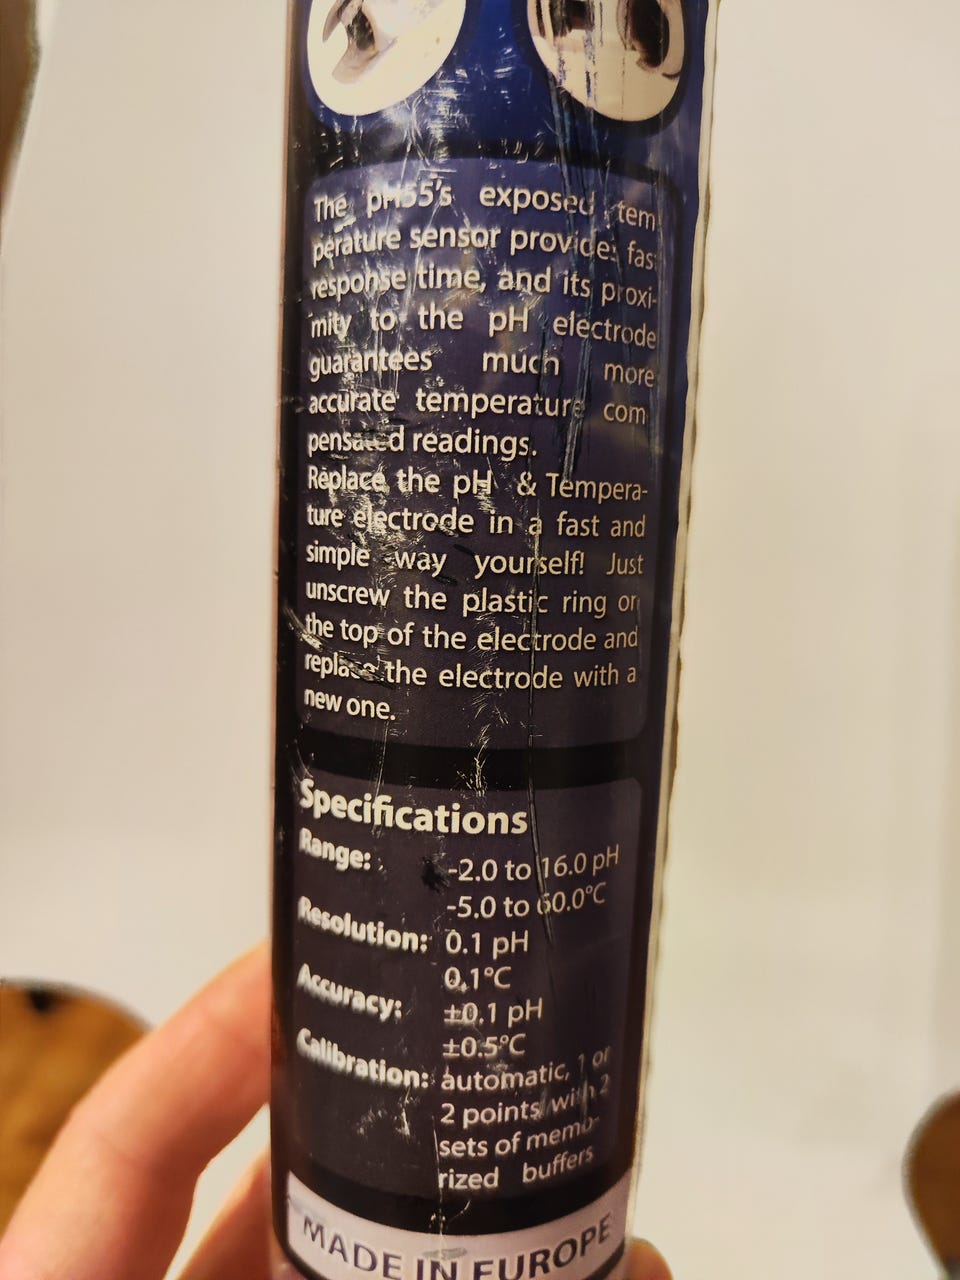 The pH55's exposed tem
perature sensor provides fast
response time, and its proxi-
mity to the pH electrode
guarantees much more
accurate temperature com
pensated readings.
Replace the pH & Tempera-
ture electrode in a fast and
simple way yourself! Just
unscrew the plastic ring on
the top of the electrode and
replace the electrode with a
new one.
Specifications
Range: -2.0 to 16.0 pH
-5.0 to 60.0°C
Resolution: 0.1 pH
0.1°C
Accuracy: ±0.1 pH
±0.5°C
Calibration: automatic, 1 or
2 points with 2
sets of memo-
rized buffers
MADE IN EUROPE